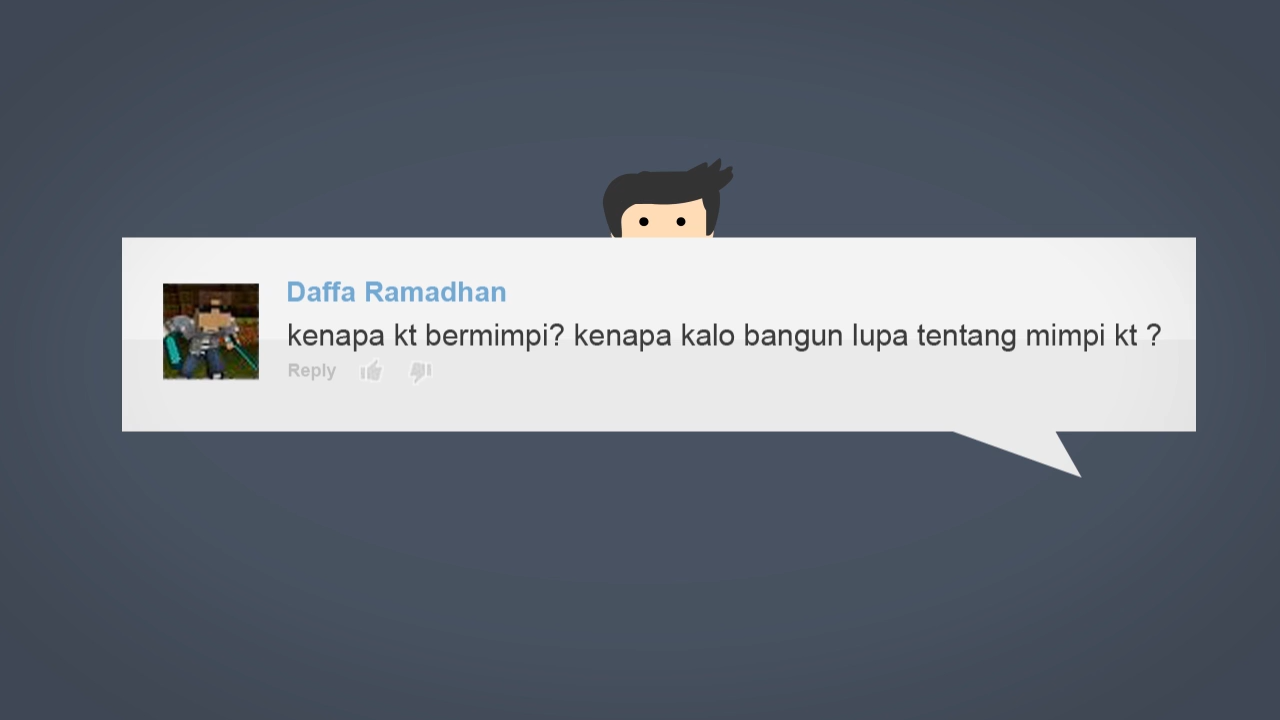 Daffa Ramadhan
kenapa kt bermimpi? kenapa kalo bangun lupa tentang mimpi kt ?
Reply